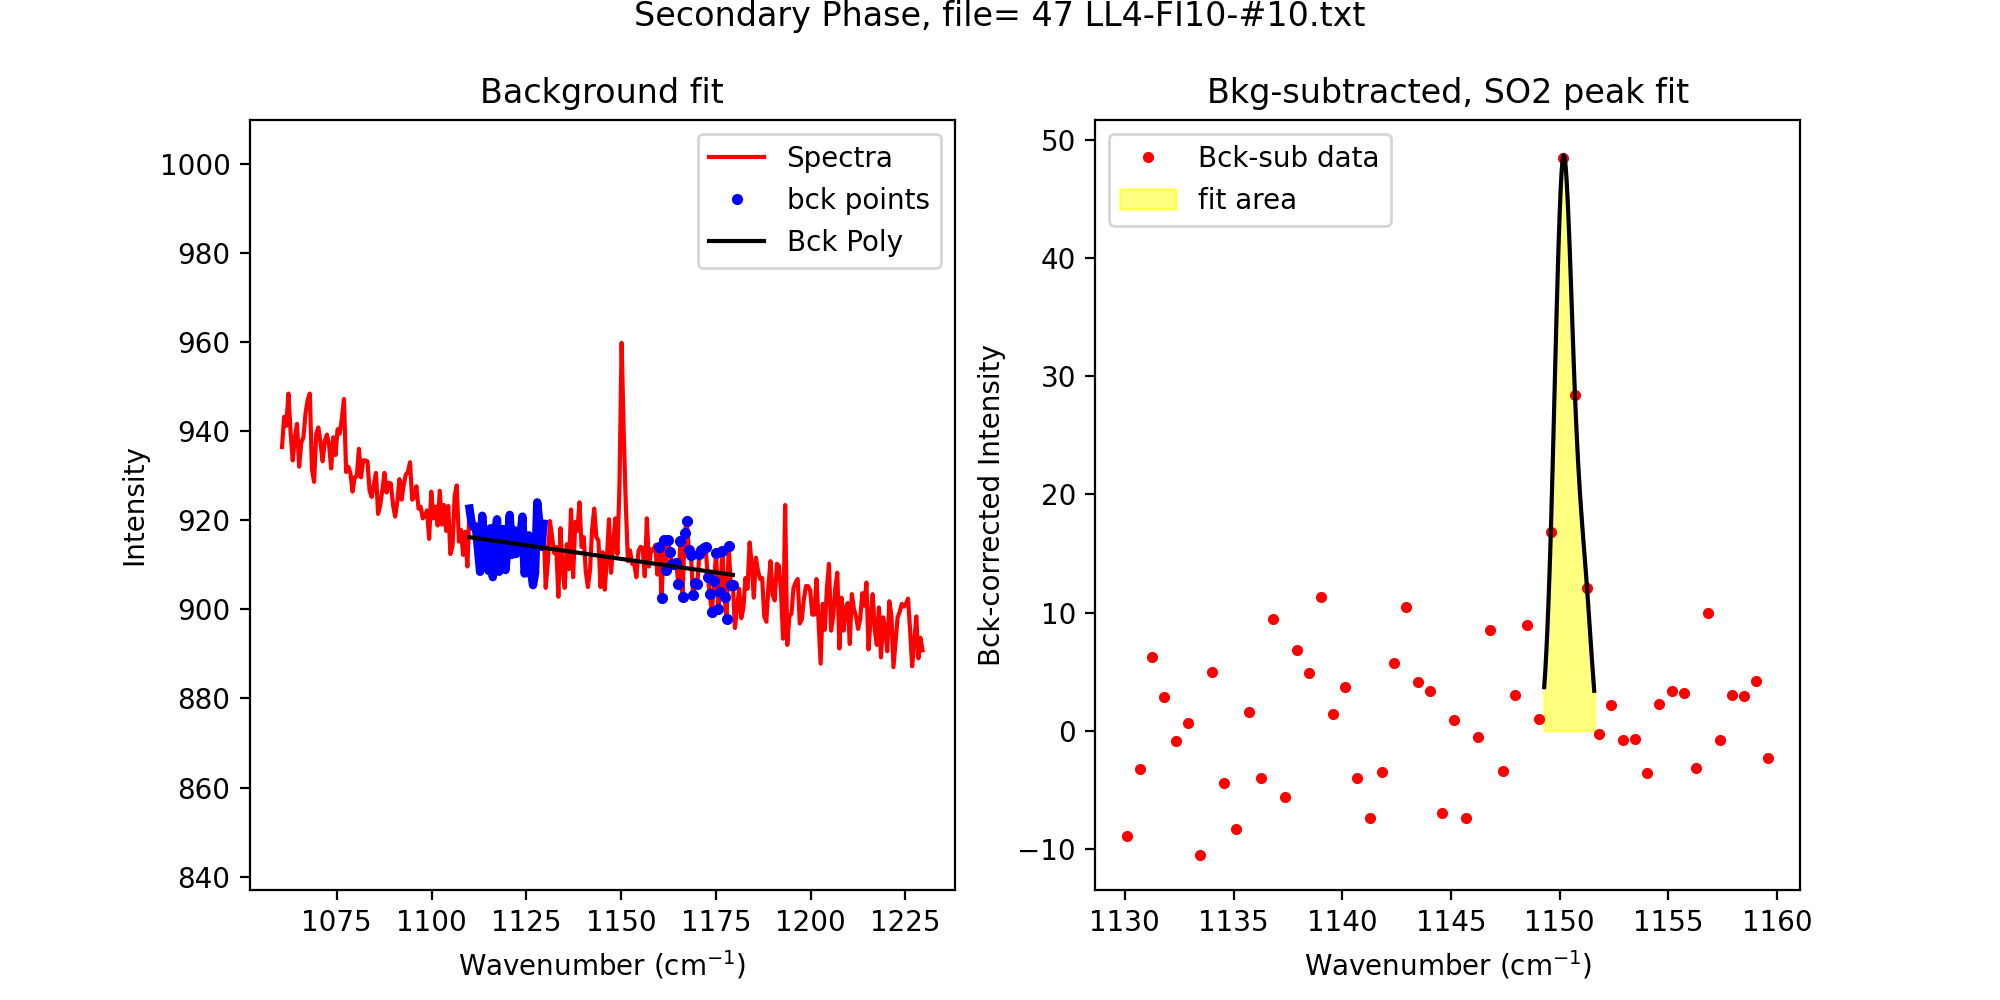 Secondary Phase, file= 47 LL4-FI10-#10.txt
Background fit
Intensity
1000
980
960
940
920
900
880
860
840
Spectra
bck points
Bck Poly
1075 1100 1125 1150 1175 1200 1225
Wavenumber (cm⁻¹)
Bkg-subtracted, SO2 peak fit
Bck-corrected Intensity
50
40
30
20
10
0
−10
Bck-sub data
fit area
1130 1135 1140 1145 1150 1155 1160
Wavenumber (cm⁻¹)